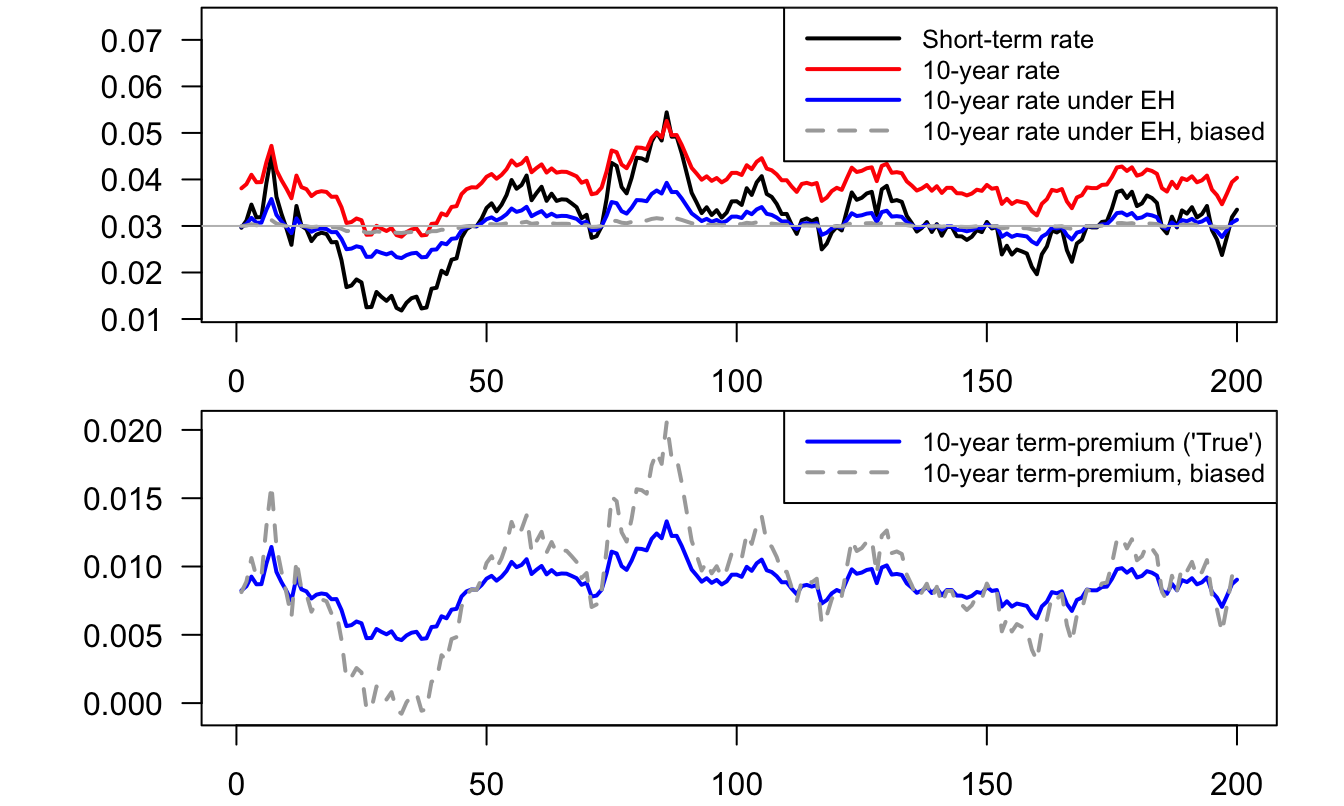 0.07
0.06
0.05
0.04
0.03
0.02
0.01
Short-term rate
10-year rate
10-year rate under EH
10-year rate under EH, biased
0 50 100 150 200
0.020
0.015
0.010
0.005
0.000
10-year term-premium ('True')
10-year term-premium, biased
0 50 100 150 200